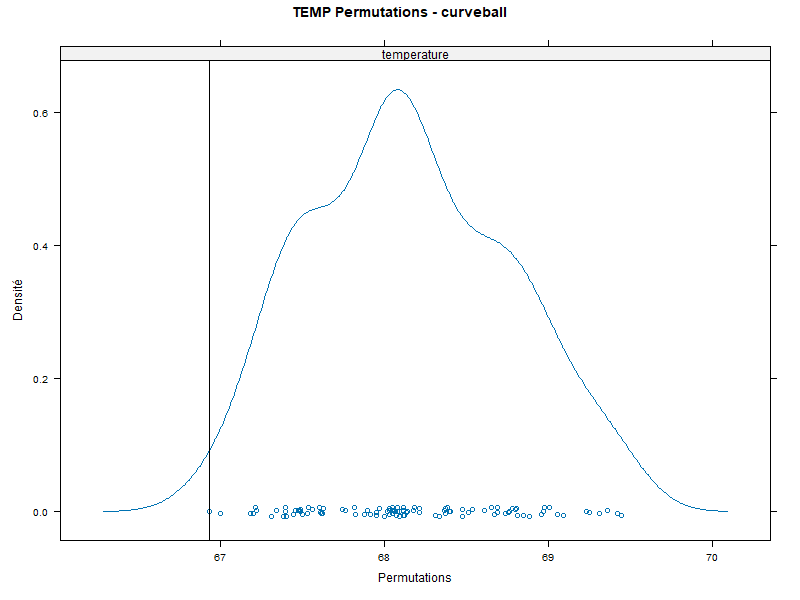 TEMP Permutations - curveball
temperature
0.6
0.4
0.2
0.0
Densité
67 68 69 70
Permutations